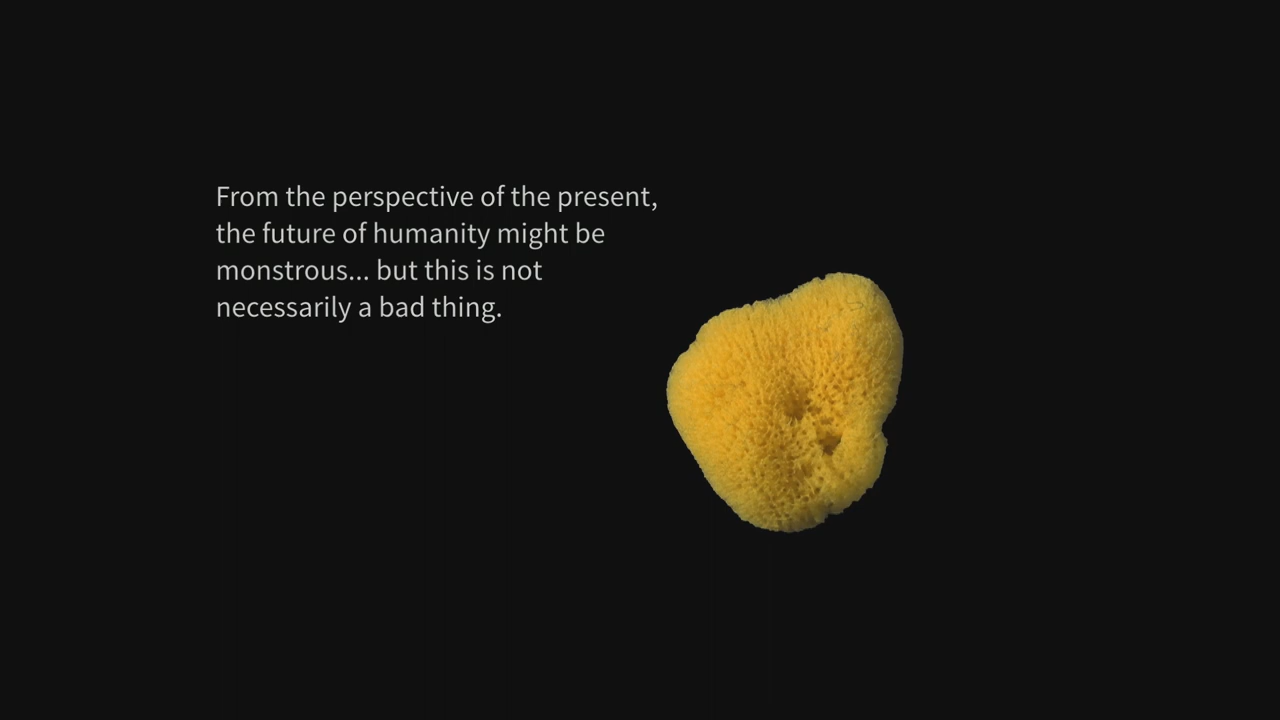 From the perspective of the present,
the future of humanity might be
monstrous... but this is not
necessarily a bad thing.